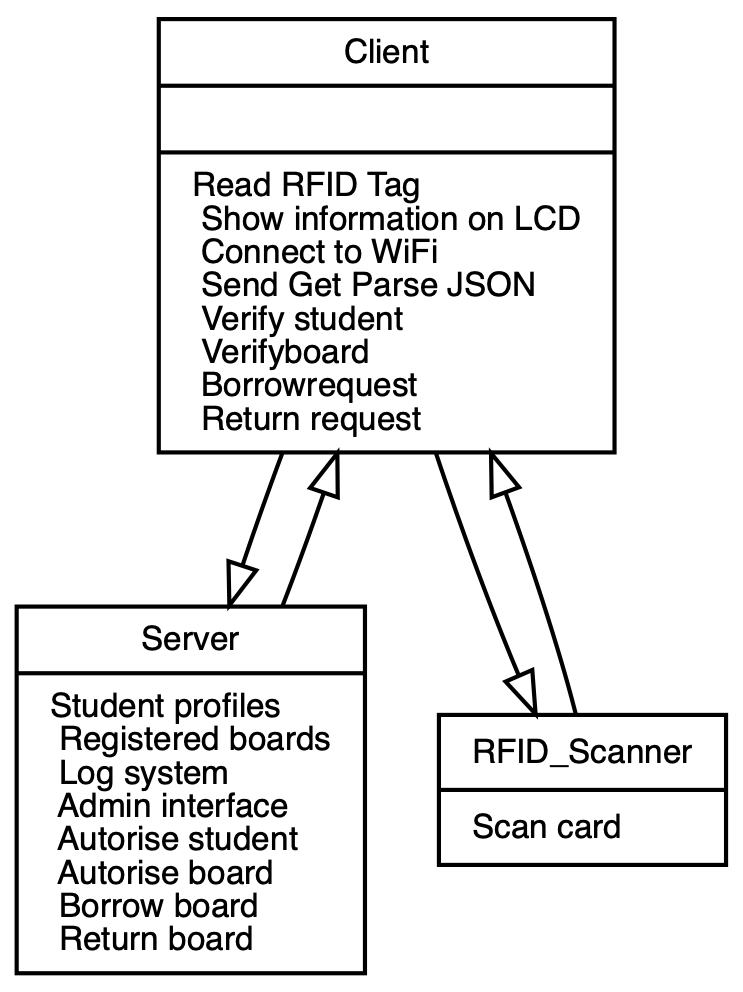 Client
Read RFID Tag
Show information on LCD
Connect to WiFi
Send Get Parse JSON
Verify student
Verifyboard
Borrowrequest
Return request
Server
Student profiles
Registered boards
Log system
Admin interface
Autorise student
Autorise board
Borrow board
Return board
RFID_Scanner
Scan card